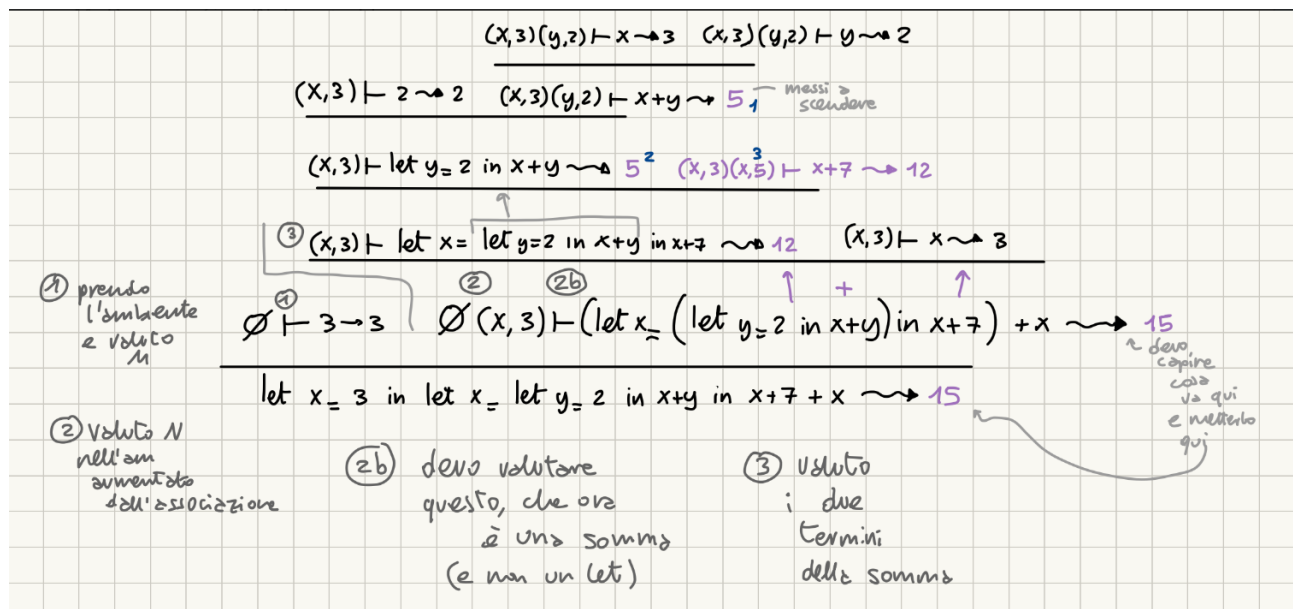 (x,3)(y,2) ⊢ x ⇝ 3 (x,3)(y,2) ⊢ y ⇝ 2
(x,3) ⊢ 2 ⇝ 2 (x,3)(y,2) ⊢ x+y ⇝ 5 1 messi a
scendere
(x,3) ⊢ let y = 2 in x+y ⇝ 5 2 (x,3)(x,5) 3 ⊢ x+7 ⇝ 12
3 (x,3) ⊢ let x = let y=2 in x+y in x+7 ⇝ 12 (x,3) ⊢ x ⇝ 3
1 2 2b +
∅ ⊢ 3 → 3 ∅ (x,3) ⊢ (let x = (let y = 2 in x+y) in x+7) + x ⇝ 15
let x = 3 in let x = let y = 2 in x+y in x+7 + x ⇝ 15
1 prendo
l'ambiente
e valuto
M
devo
capire
cosa
va qui
e metterlo
qui
2 valuto N
nell'am
aumentato
dall'associazione
2b devo valutare
questo, che ora
è una somma
(e non un let)
3 valuto
i due
termini
della somma